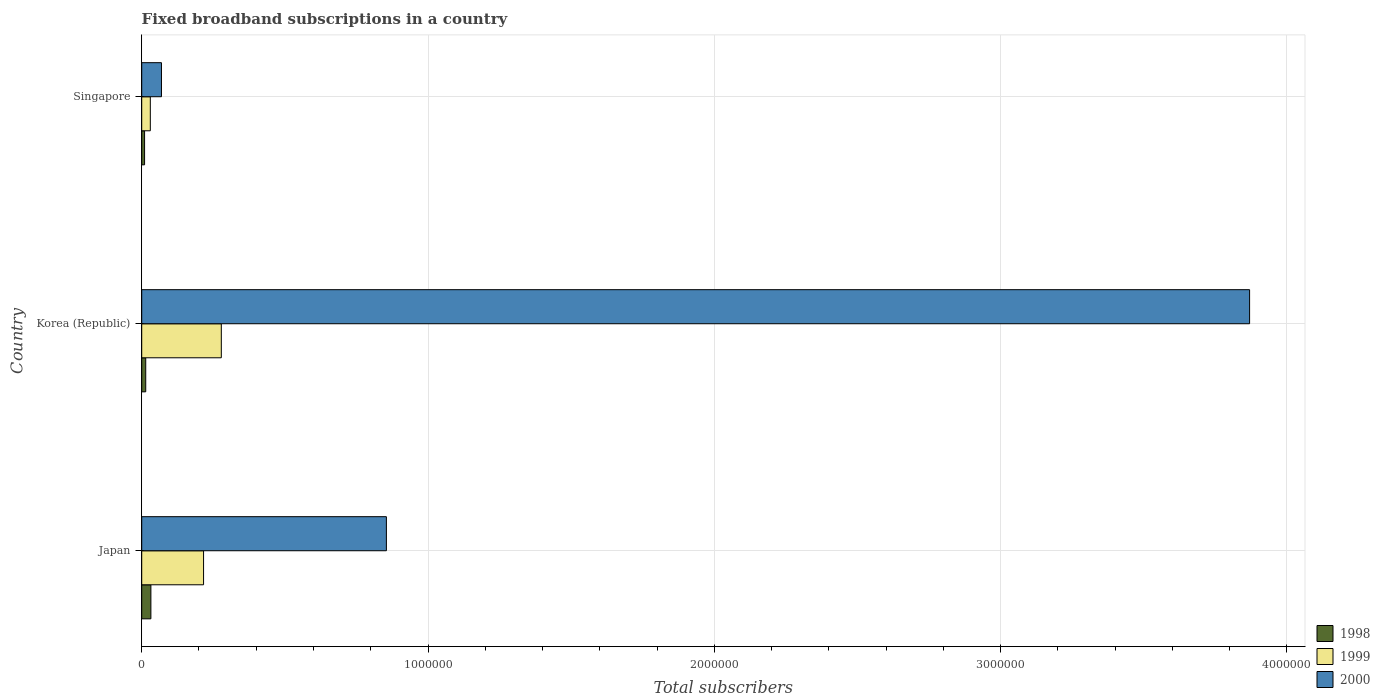 Fixed broadband subscriptions in a country
Singapore
Korea (Republic)
Japan
Country
1000000
2000000
3000000
4000000
Total subscribers
1998
1999
2000